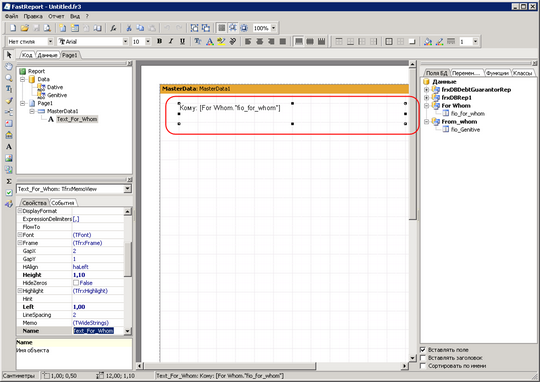 FastReport - Untitled.fr3
Файл Правка Отчет Вид ?
100%
Нет стиля Arial 10
Код Данные Page1
Report
Data
Dative
Genitive
Page1
MasterData1
Text_For_Whom
Text_For_Whom: TfrxMemoView
Свойства События
DisplayFormat
ExpressionDelimiters [,]
FlowTo
Font (TFont)
Frame (TfrxFrame)
GapX 2
GapY 1
HAlign haLeft
Height 1,10
HideZeros False
Highlight (TfrxHighlight)
Hint
Left 1,00
LineSpacing 2
Memo (TWideStrings)
Name Text_For_Whom
Name
Имя объекта
MasterData: MasterData1
Кому: [For Whom."fio_for_whom"]
Поля БД Перемен... Функции Классы
Данные
frxDBDebtGuarantorRep
frxDBRep1
For Whom
fio_for_whom
from_whom
fio_Genitive
Вставлять поле
Вставлять заголовок
Сортировать по имени
Сантиметры 1,00; 0,50 12,00; 1,10 Text_For_Whom: Кому: [For Whom."fio_for_whom"]